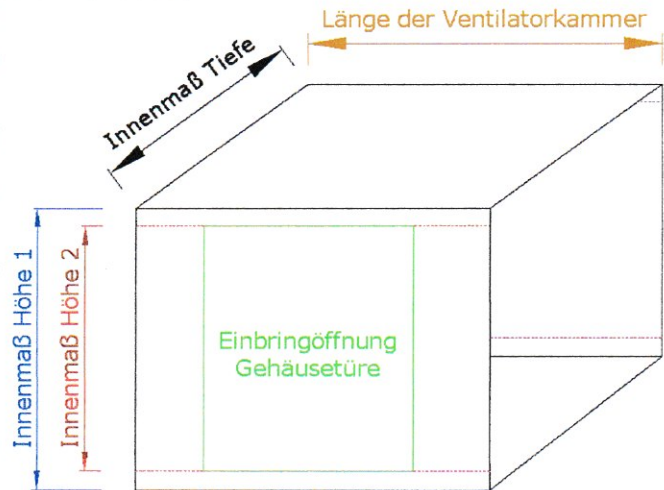 Länge der Ventilatorkammer
Innenmaß Tiefe
Innenmaß Höhe 1
Innenmaß Höhe 2
Einbringöffnung
Gehäusetüre